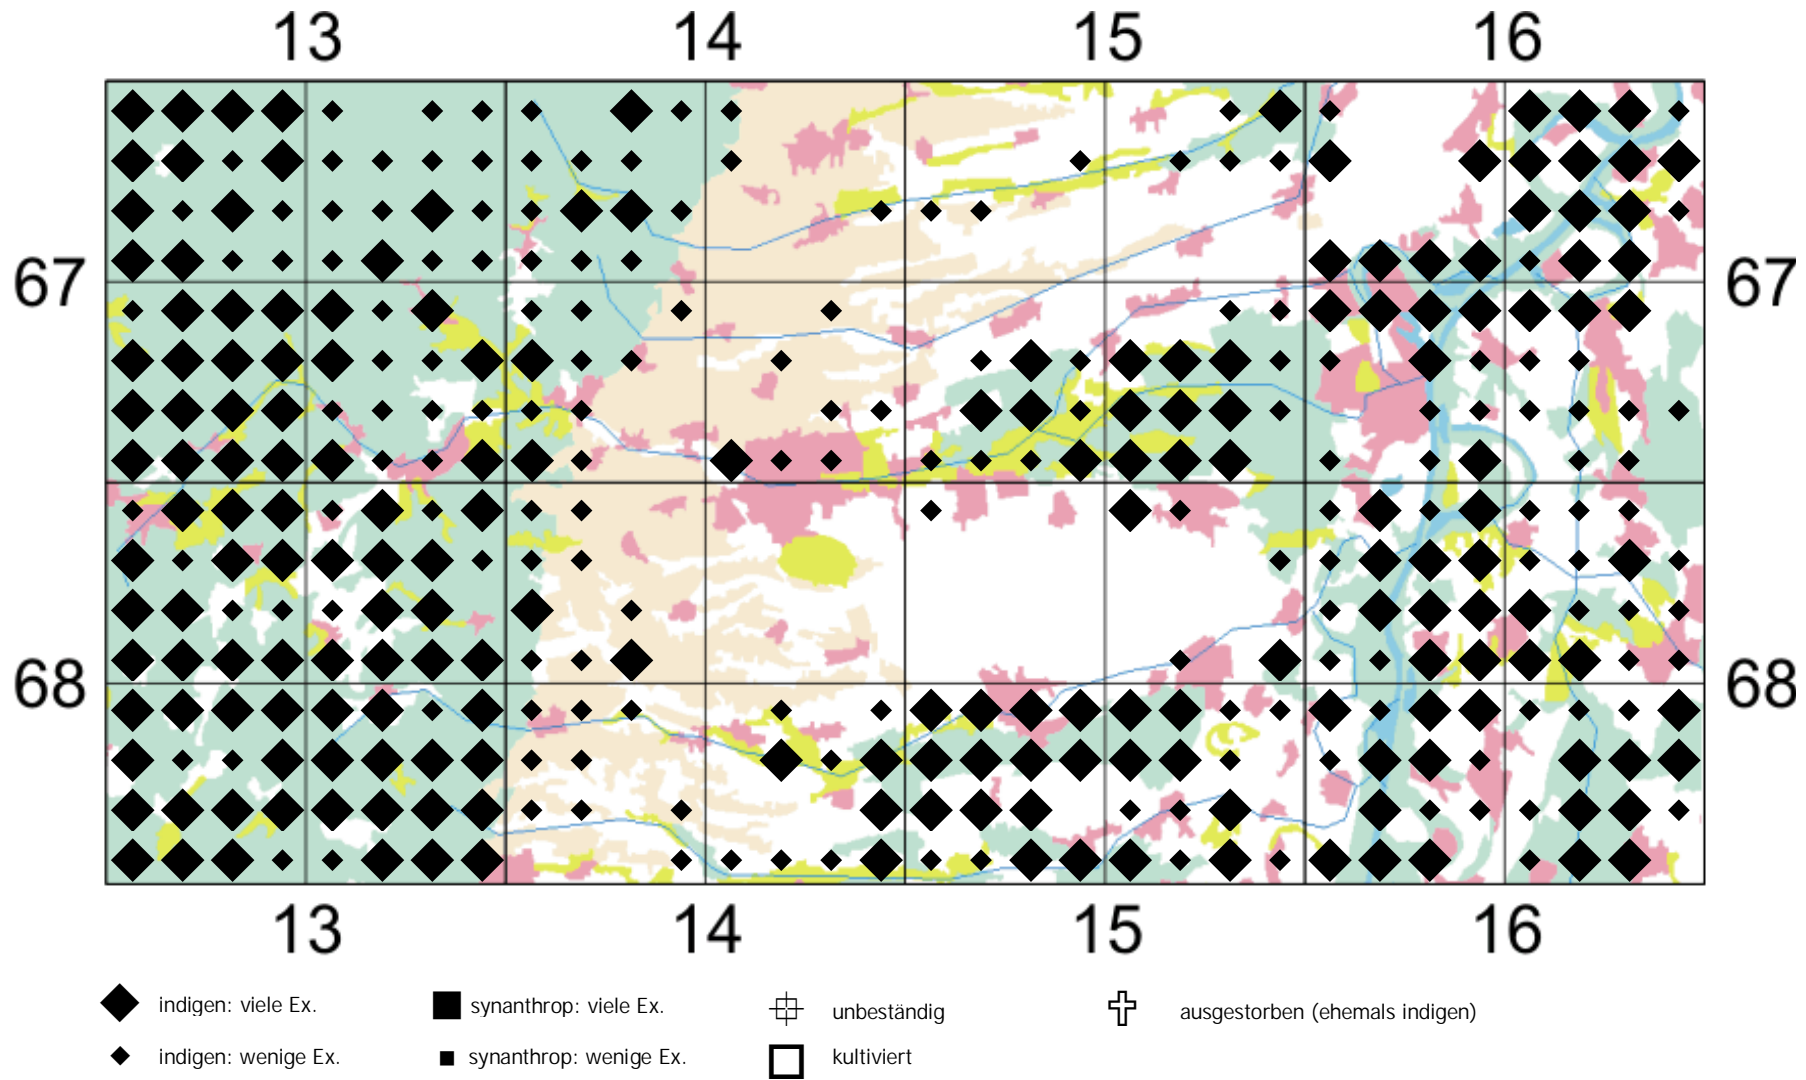 13 14 15 16
67 67
68 68
13 14 15 16
indigen: viele Ex. synanthrop: viele Ex. unbeständig ausgestorben (ehemals indigen)
indigen: wenige Ex. synanthrop: wenige Ex. kultiviert